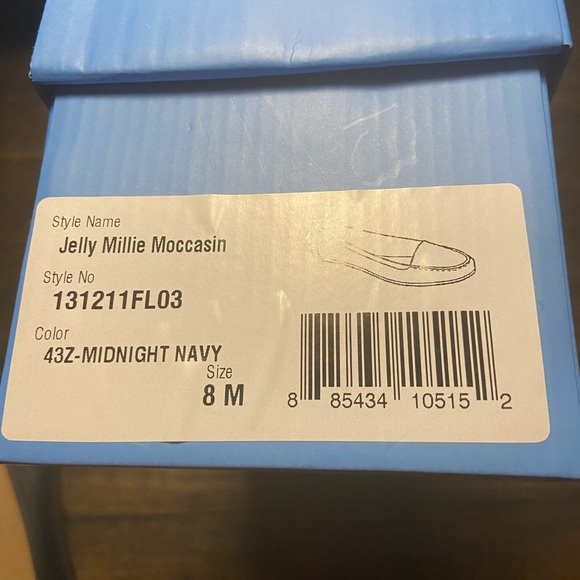 Style Name
Jelly Millie Moccasin
Style No
131211FL03
Color
43Z-MIDNIGHT NAVY
Size
8 M
8 85434 10515 2